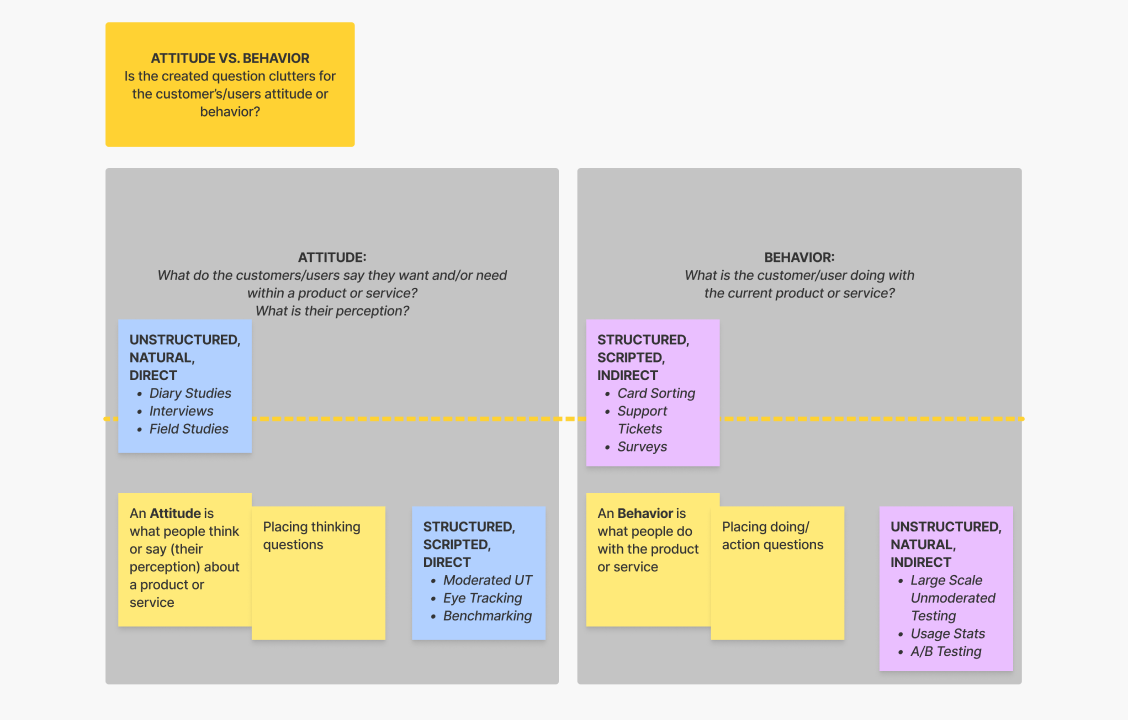 ATTITUDE VS. BEHAVIOR
Is the created question clutters for
the customer's/users attitude or
behavior?
ATTITUDE:
What do the customers/users say they want and/or need
within a product or service?
What is their perception?
UNSTRUCTURED,
NATURAL,
DIRECT
• Diary Studies
• Interviews
• Field Studies
An Attitude is
what people think
or say (their
perception) about
a product or
service
Placing thinking
questions
STRUCTURED,
SCRIPTED,
DIRECT
• Moderated UT
• Eye Tracking
• Benchmarking
BEHAVIOR:
What is the customer/user doing with
the current product or service?
STRUCTURED,
SCRIPTED,
INDIRECT
• Card Sorting
• Support
Tickets
• Surveys
An Behavior is
what people do
with the product
or service
Placing doing/
action questions
UNSTRUCTURED,
NATURAL,
INDIRECT
• Large Scale
Unmoderated
Testing
• Usage Stats
• A/B Testing